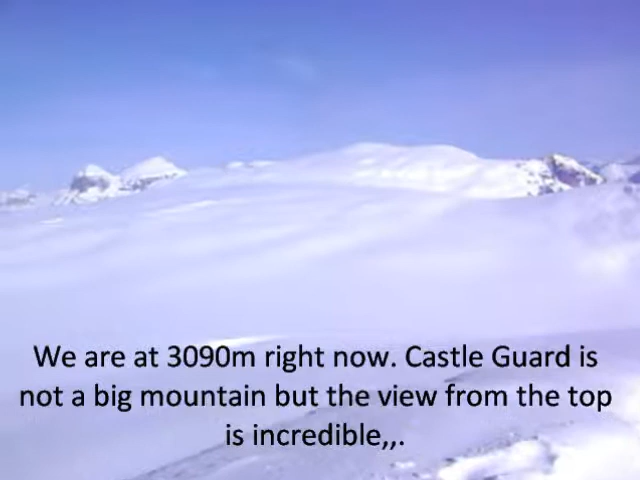 We are at 3090m right now. Castle Guard is
not a big mountain but the view from the top
is incredible,,.